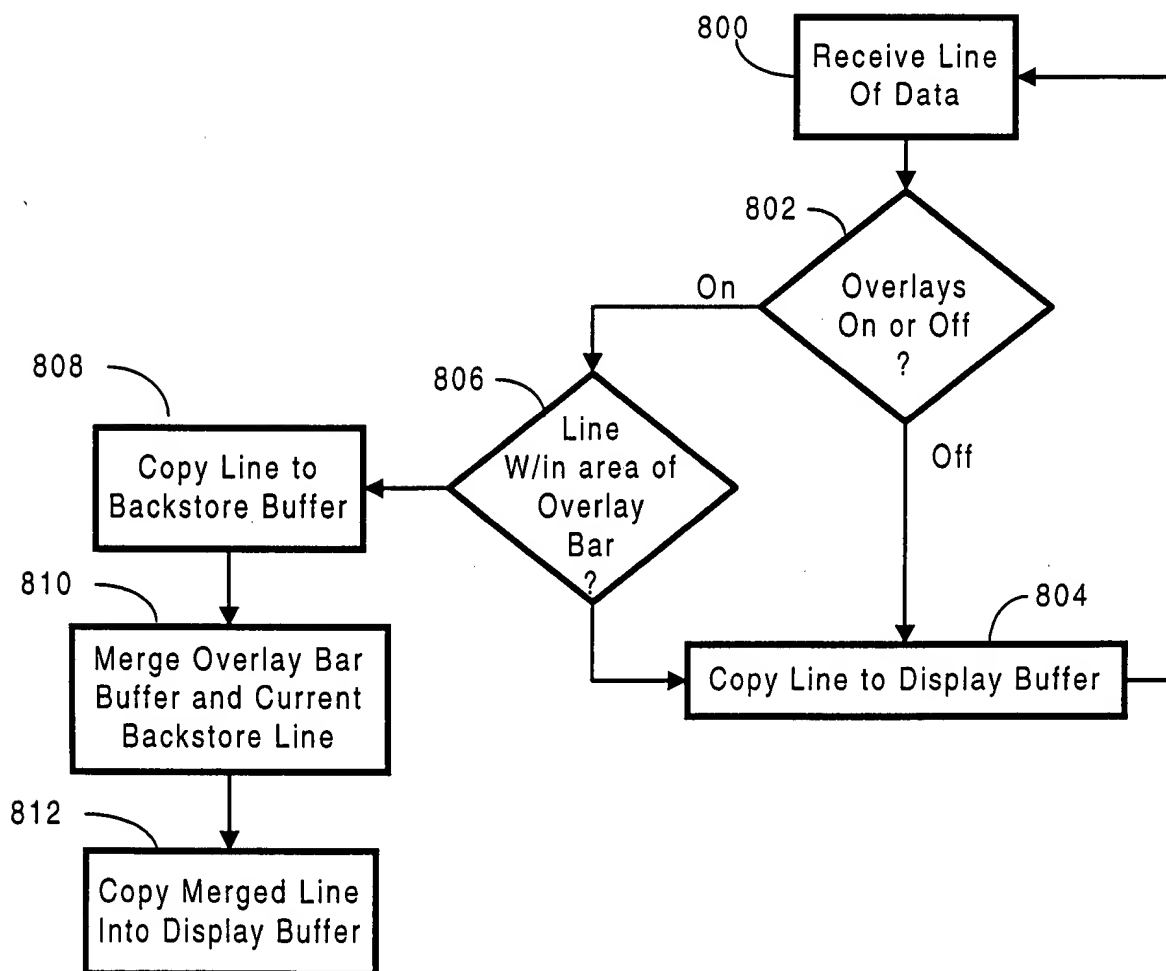 800
Receive Line
Of Data
802
Overlays
On or Off
?
On
Off
806
Line
W/in area of
Overlay
Bar
?
808
Copy Line to
Backstore Buffer
810
Merge Overlay Bar
Buffer and Current
Backstore Line
812
Copy Merged Line
Into Display Buffer
804
Copy Line to Display Buffer